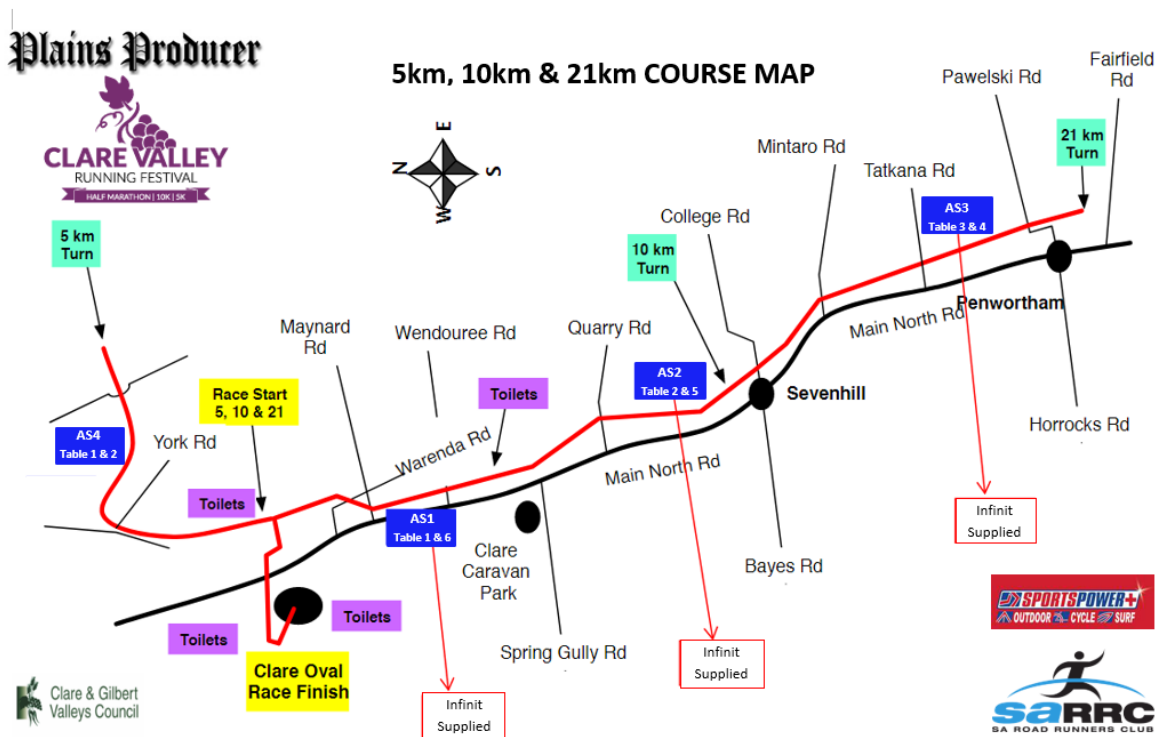 Plains Producer
CLARE VALLEY
RUNNING FESTIVAL
HALF MARATHON | 10K | 5K
5km, 10km & 21km COURSE MAP
N
E
S
W
Fairfield
Rd
Pawelski Rd
21 km
Turn
Mintaro Rd
Tatkana Rd
College Rd
AS3
Table 3 & 4
5 km
Turn
10 km
Turn
Maynard
Rd
Wendouree Rd
Quarry Rd
Penwortham
Main North Rd
Race Start
5, 10 & 21
Toilets
AS2
Table 2 & 5
Sevenhill
Horrocks Rd
AS4
Table 1 & 2
York Rd
Warenda Rd
Main North Rd
Toilets
AS1
Table 1 & 6
Infinit
Supplied
Clare
Caravan
Park
Bayes Rd
Toilets
Toilets
Spring Gully Rd
Clare Oval
Race Finish
Infinit
Supplied
Infinit
Supplied
SPORTSPOWER+
OUTDOOR CYCLE SURF
Clare & Gilbert
Valleys Council
saRRC
SA ROAD RUNNERS CLUB